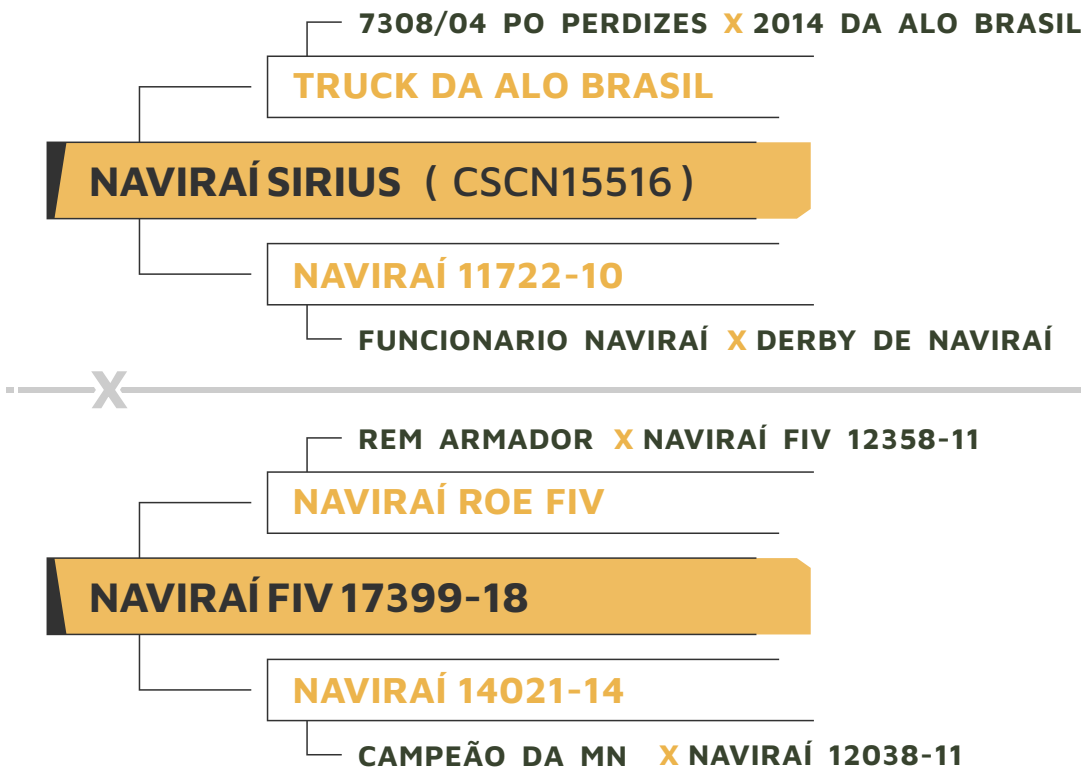 7308/04 PO PERDIZES X 2014 DA ALO BRASIL
TRUCK DA ALO BRASIL
NAVIRAÍ SIRIUS ( CSCN15516 )
NAVIRAÍ 11722-10
FUNCIONARIO NAVIRAÍ X DERBY DE NAVIRAÍ
X
REM ARMADOR X NAVIRAÍ FIV 12358-11
NAVIRAÍ ROE FIV
NAVIRAÍ FIV 17399-18
NAVIRAÍ 14021-14
CAMPEÃO DA MN X NAVIRAÍ 12038-11